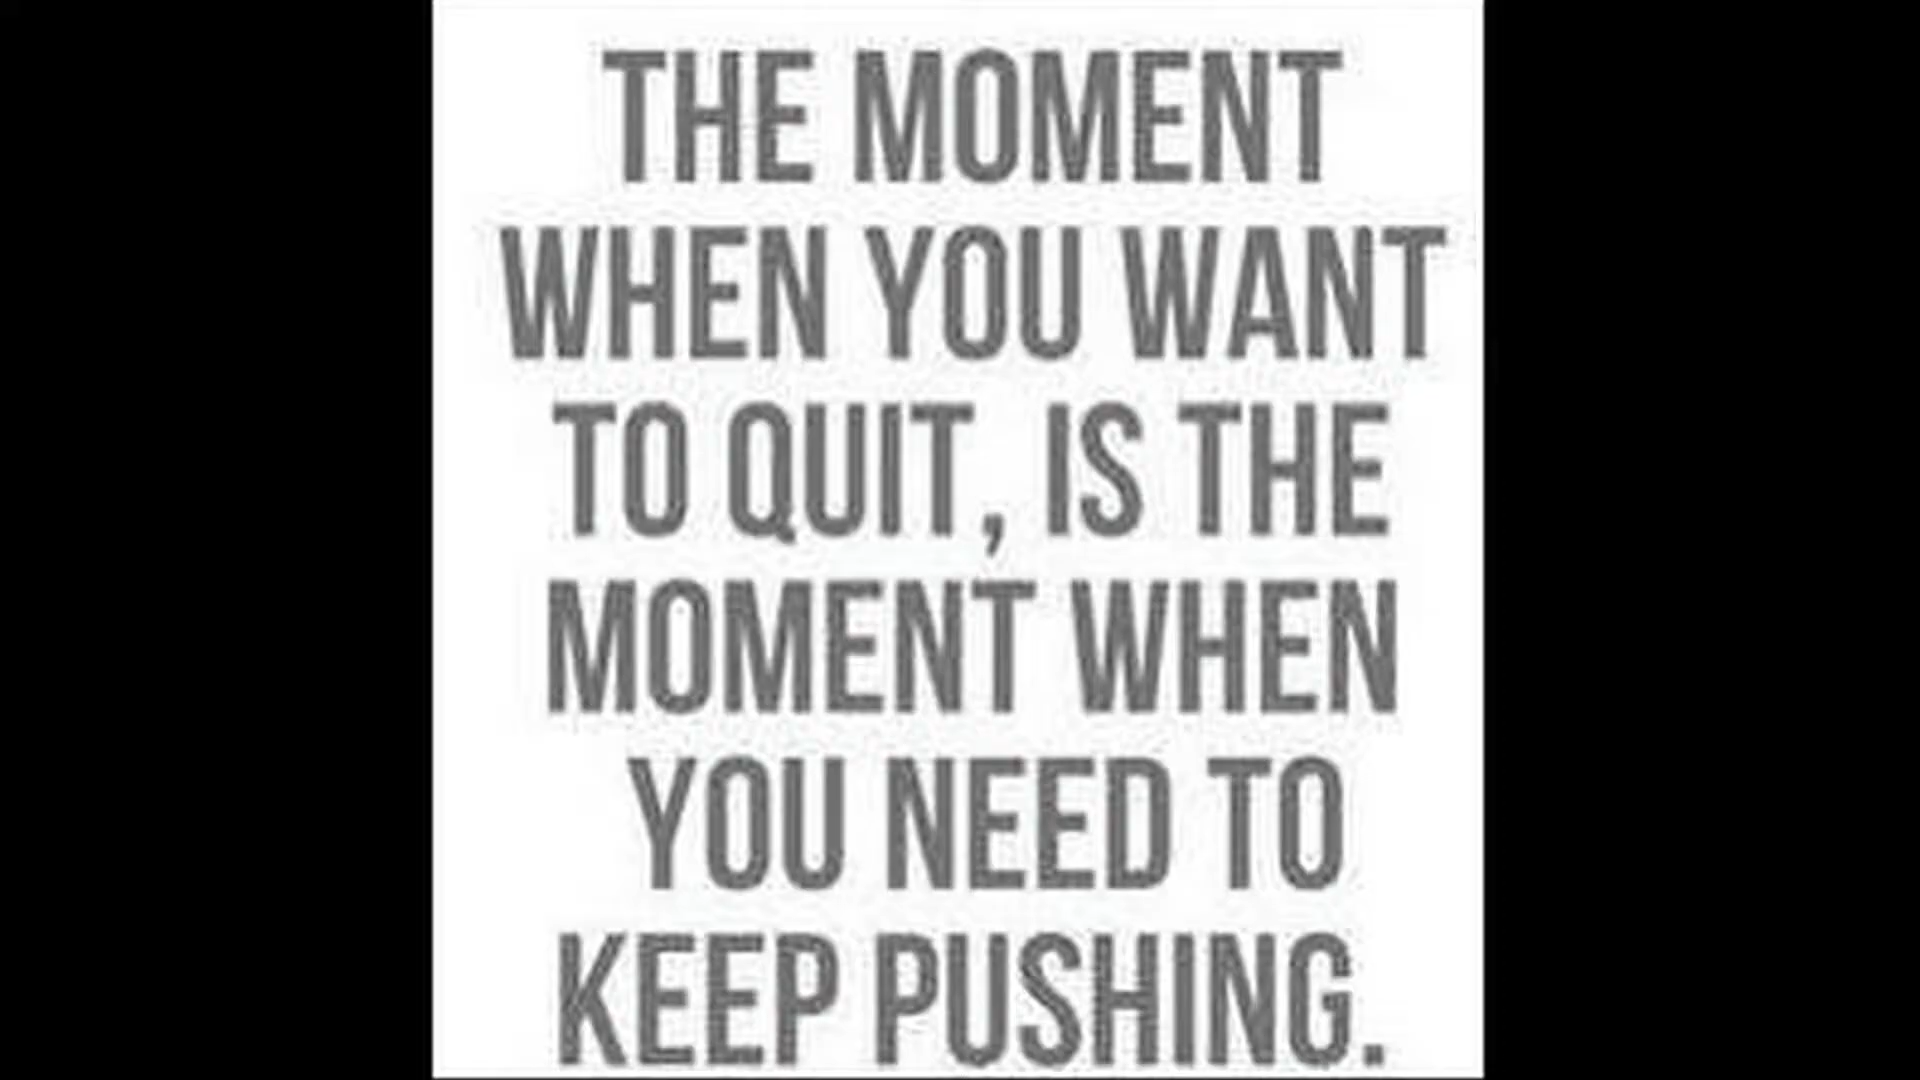 THE MOMENT
WHEN YOU WANT
TO QUIT, IS THE
MOMENT WHEN
YOU NEED TO
KEEP PUSHING.